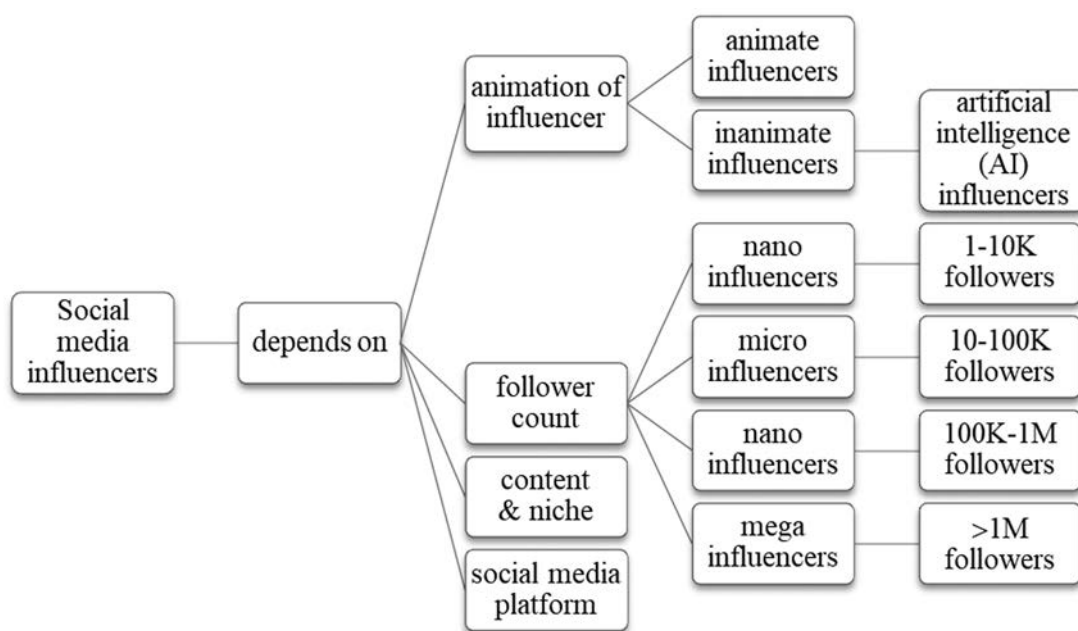 Social
media
influencers
depends on
animation of
influencer
animate
influencers
inanimate
influencers
artificial
intelligence
(AI)
influencers
follower
count
nano
influencers
1-10K
followers
micro
influencers
10-100K
followers
nano
influencers
100K-1M
followers
mega
influencers
>1M
followers
content
& niche
social media
platform